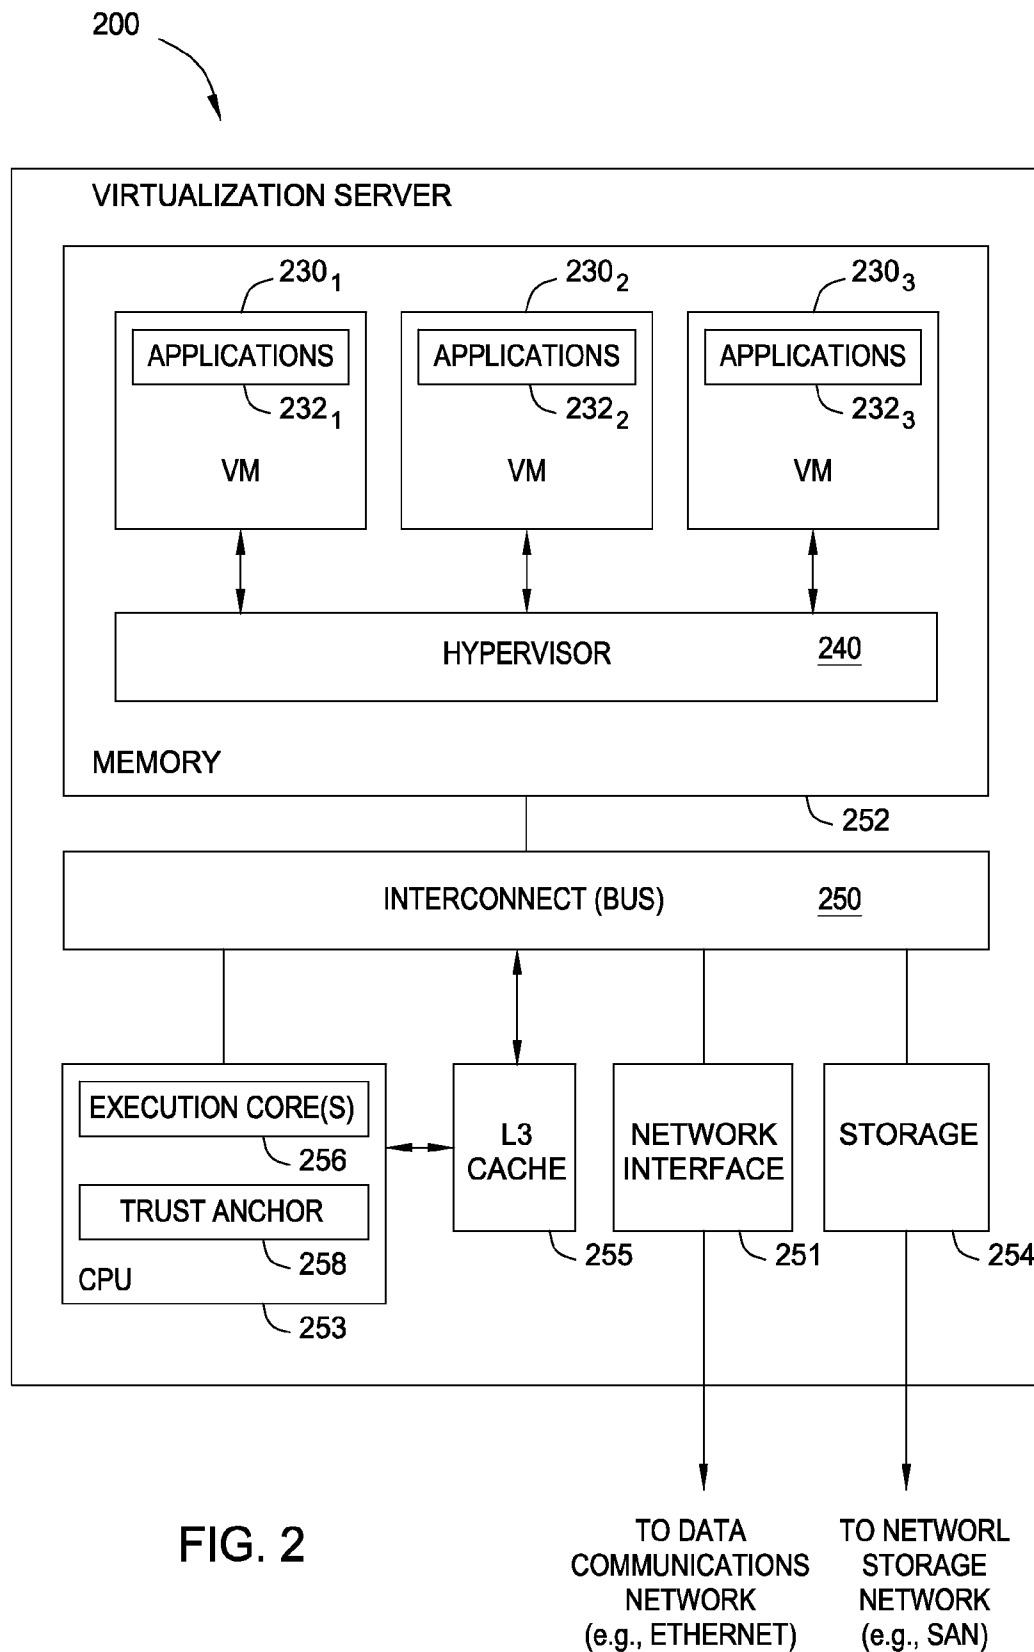 200
VIRTUALIZATION SERVER
230₁ 230₂ 230₃
APPLICATIONS APPLICATIONS APPLICATIONS
232₁ 232₂ 232₃
VM VM VM
HYPERVISOR 240
MEMORY
252
INTERCONNECT (BUS) 250
EXECUTION CORE(S)
256
TRUST ANCHOR
258
CPU
253
L3
CACHE
255
NETWORK
INTERFACE
251
STORAGE
254
FIG. 2
TO DATA
COMMUNICATIONS
NETWORK
(e.g., ETHERNET)
TO NETWORL
STORAGE
NETWORK
(e.g., SAN)